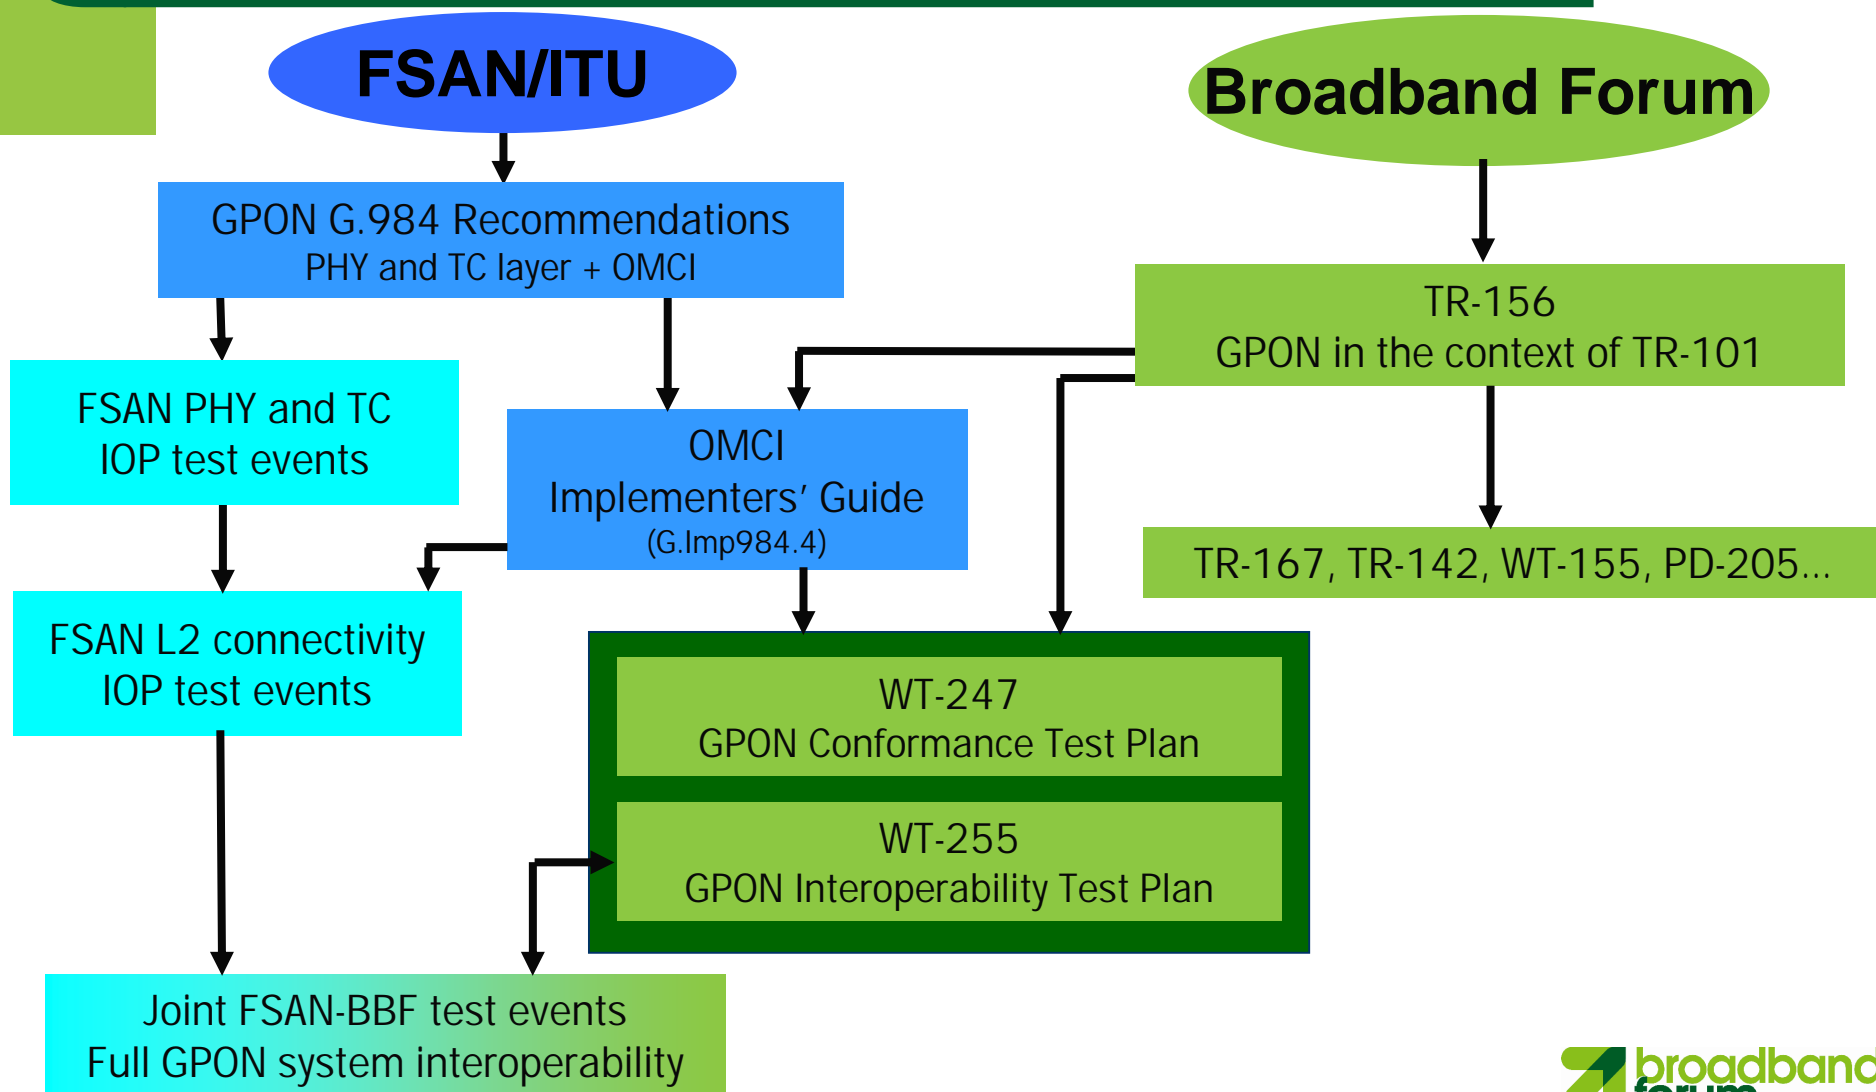 FSAN/ITU
Broadband Forum
GPON G.984 Recommendations
PHY and TC layer + OMCI
TR-156
GPON in the context of TR-101
FSAN PHY and TC
IOP test events
OMCI
Implementers’ Guide
(G.Imp984.4)
TR-167, TR-142, WT-155, PD-205...
FSAN L2 connectivity
IOP test events
WT-247
GPON Conformance Test Plan
WT-255
GPON Interoperability Test Plan
Joint FSAN-BBF test events
Full GPON system interoperability
broadband
forum